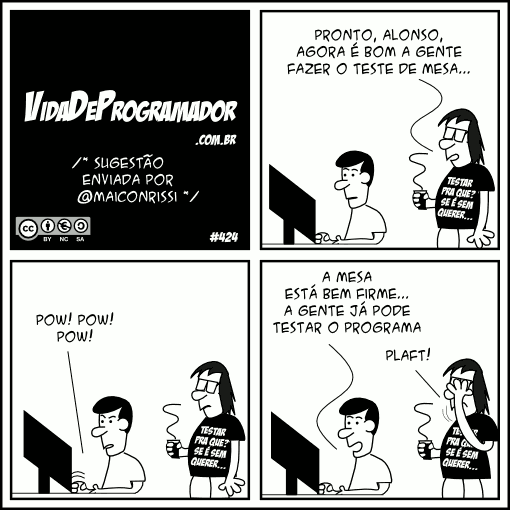 VidaDeProgramador
.com.br
/* SUGESTÃO
ENVIADA POR
@MAICONRISSI */
cc
BY NC SA
#424
PRONTO, ALONSO,
AGORA É BOM A GENTE
FAZER O TESTE DE MESA...
TESTAR
PRA QUE?
SE É SEM
QUERER...
POW! POW!
POW!
TESTAR
PRA QUE?
SE É SEM
QUERER...
A MESA
ESTÁ BEM FIRME...
A GENTE JÁ PODE
TESTAR O PROGRAMA
PLAFT!
TESTAR
PRA QUE?
SE É SEM
QUERER...